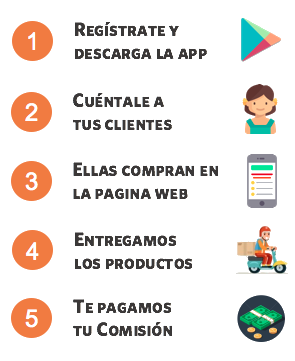 1 Regístrate y
descarga la app
2 Cuéntale a
tus clientes
3 Ellas compran en
la pagina web
4 Entregamos
los productos
5 Te pagamos
tu Comisión